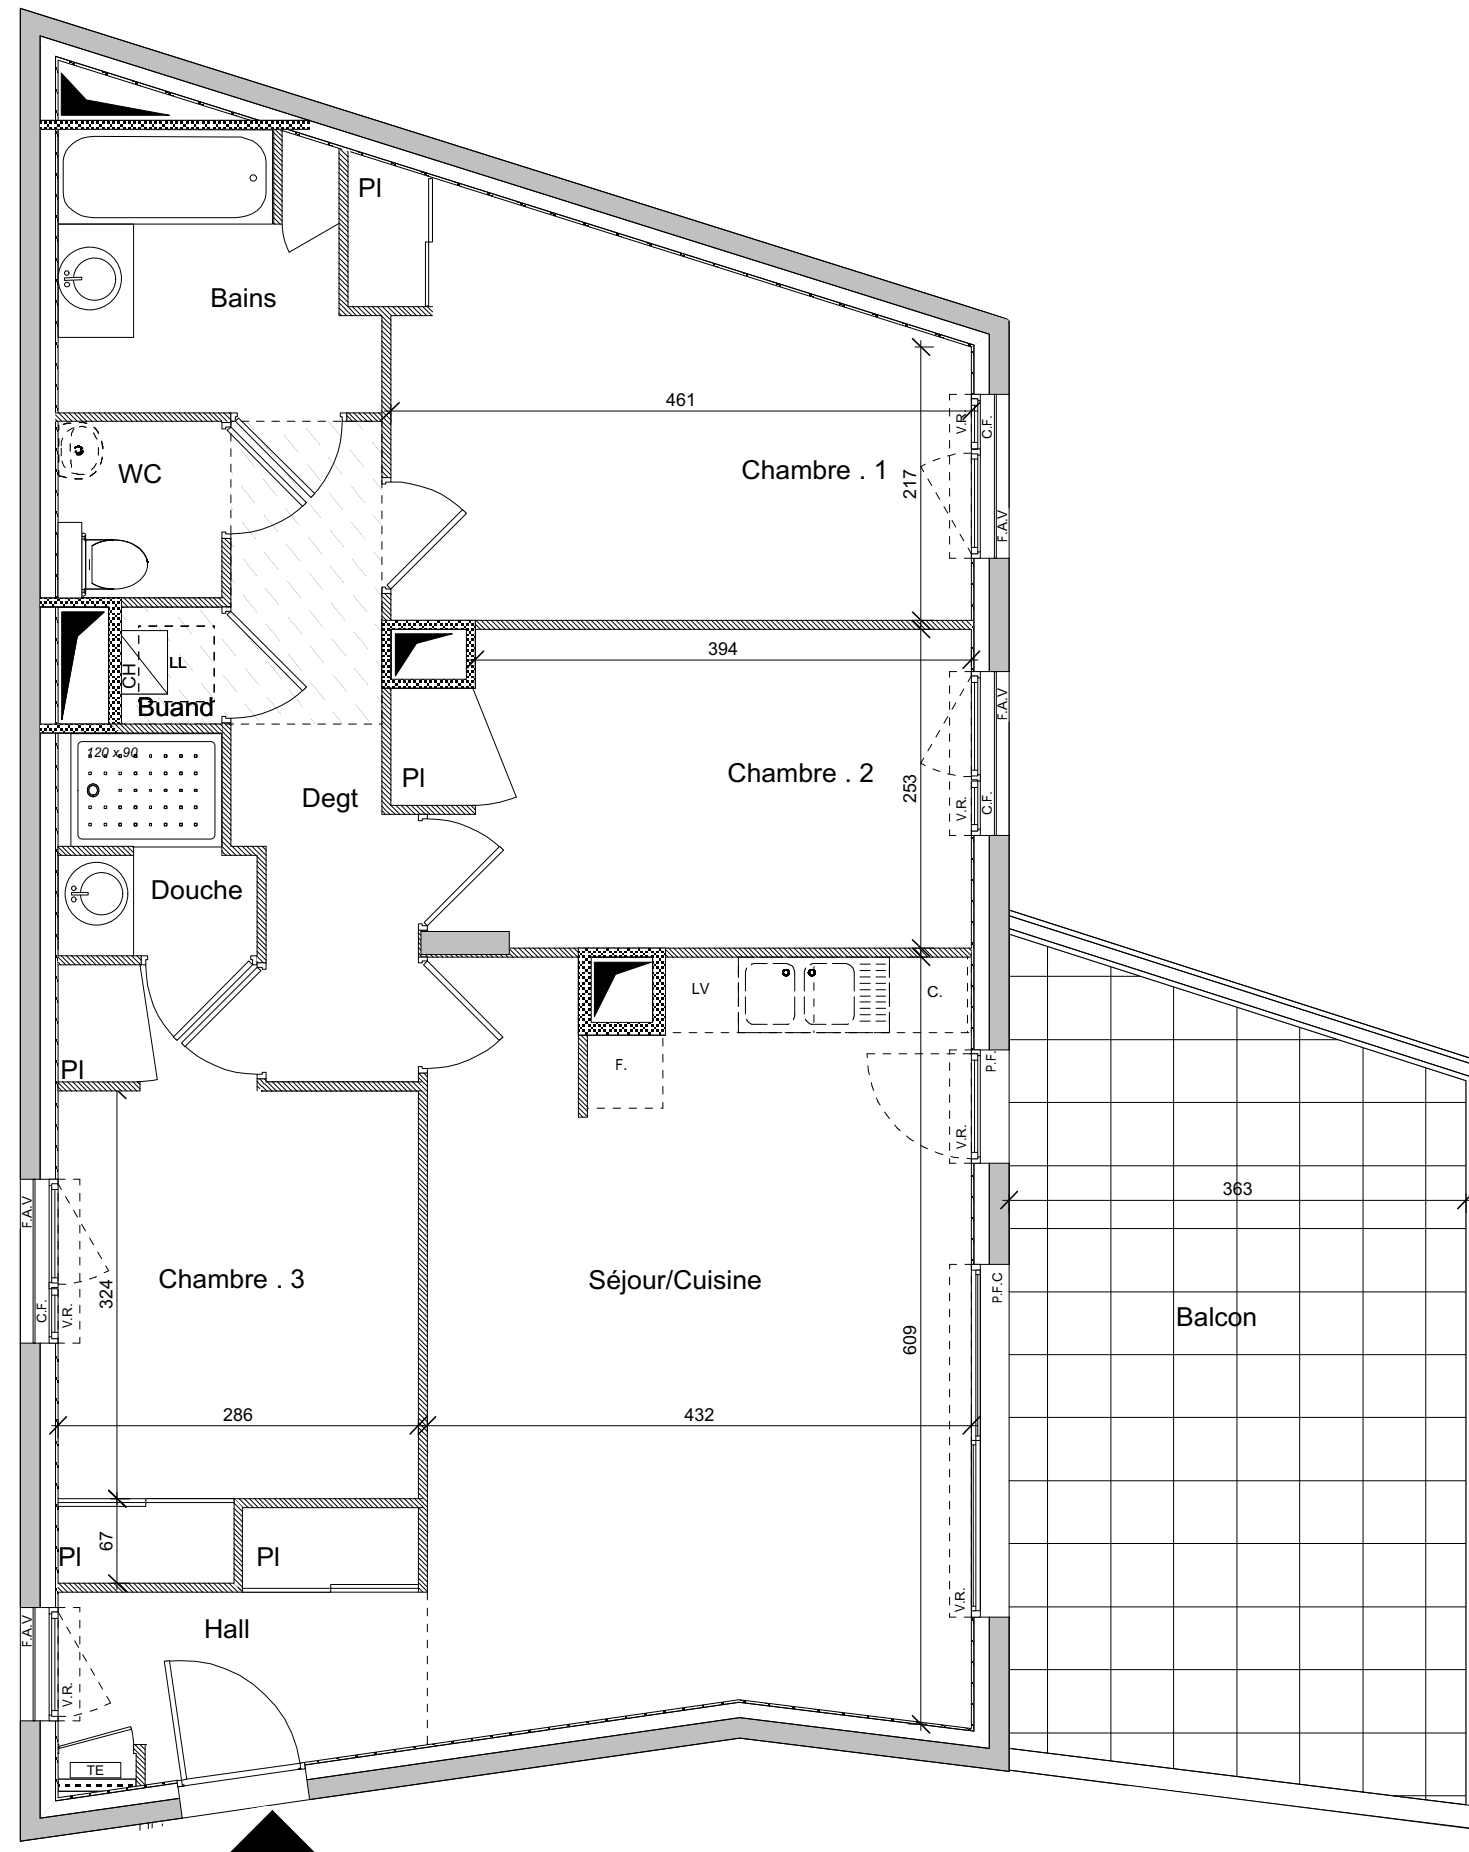 Pl
Bains
461
V.R.
C.F.
WC
Chambre . 1
217
F.A.V
394
CH
LL
Buand
F.A.V
120 x 90
Pl
Chambre . 2
253
V.R.
C.F.
Degt
Douche
LV
C.
Pl
F.
P.F.
V.R.
363
F.A.V
Chambre . 3
324
C.F.
V.R.
Séjour/Cuisine
P.F.C
Balcon
609
286
432
67
Pl
Pl
V.R.
Hall
F.A.V
V.R.
TE